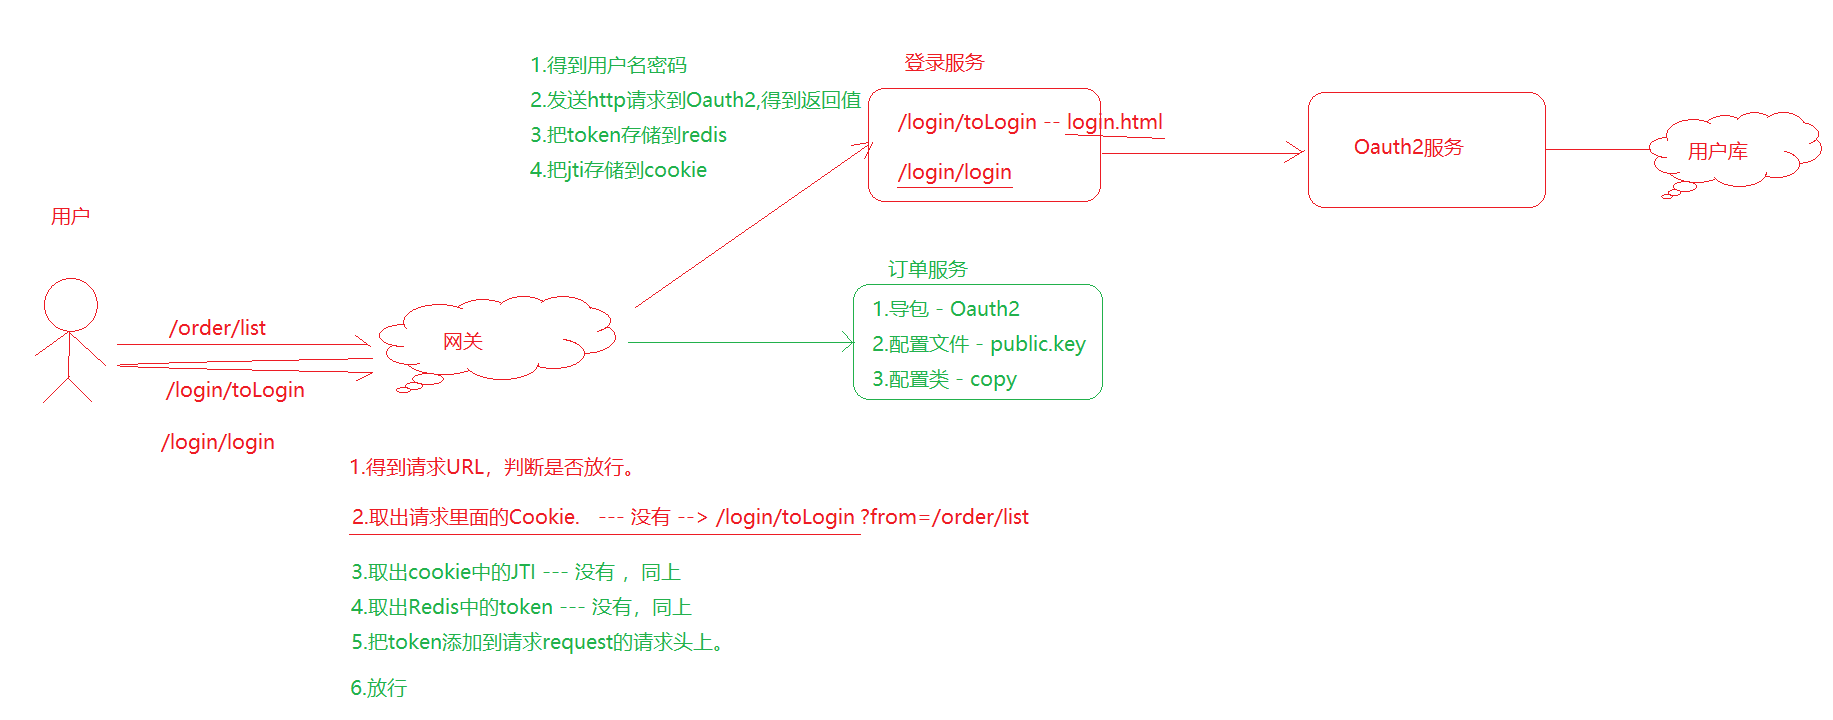 1.得到用户名密码
2.发送http请求到Oauth2,得到返回值
3.把token存储到redis
4.把jti存储到cookie
登录服务
/login/toLogin -- login.html
/login/login
Oauth2服务
用户库
用户
/order/list
/login/toLogin
/login/login
网关
订单服务
1.导包 - Oauth2
2.配置文件 - public.key
3.配置类 - copy
1.得到请求URL，判断是否放行。
2.取出请求里面的Cookie. --- 没有 --> /login/toLogin ?from=/order/list
3.取出cookie中的JTI --- 没有 ，同上
4.取出Redis中的token --- 没有，同上
5.把token添加到请求request的请求头上。
6.放行